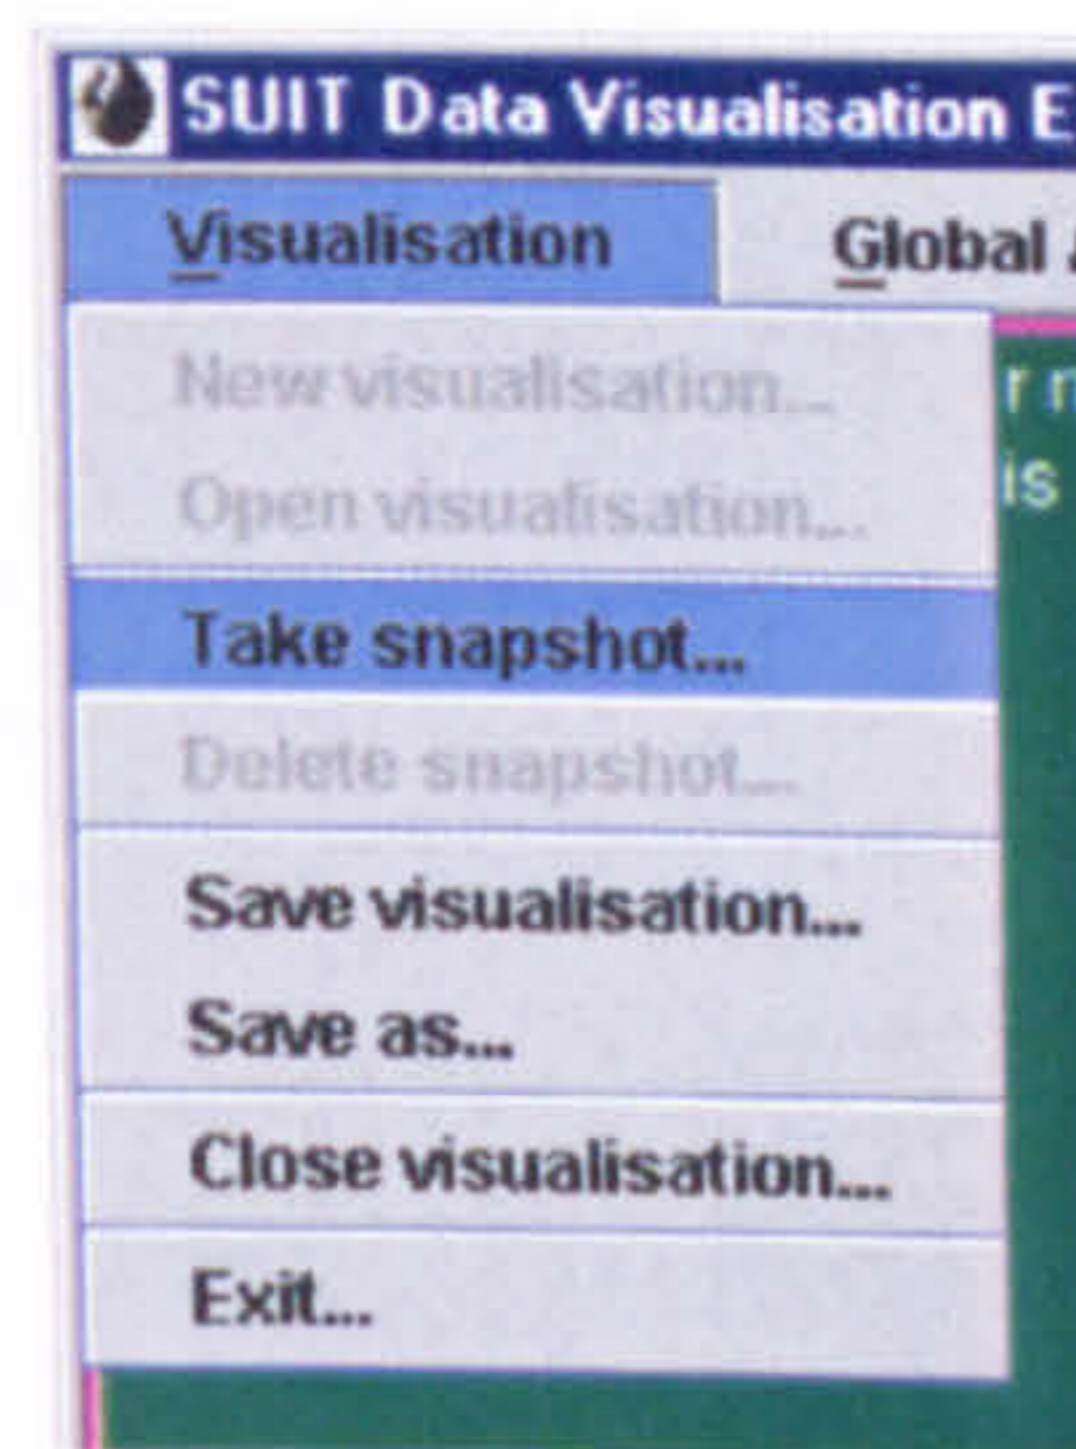 SUIT Data Visualisation E
Visualisation Global
New visualisation...
Open visualisation...
Take snapshot...
Delete snapshot...
Save visualisation...
Save as...
Close visualisation...
Exit...
is